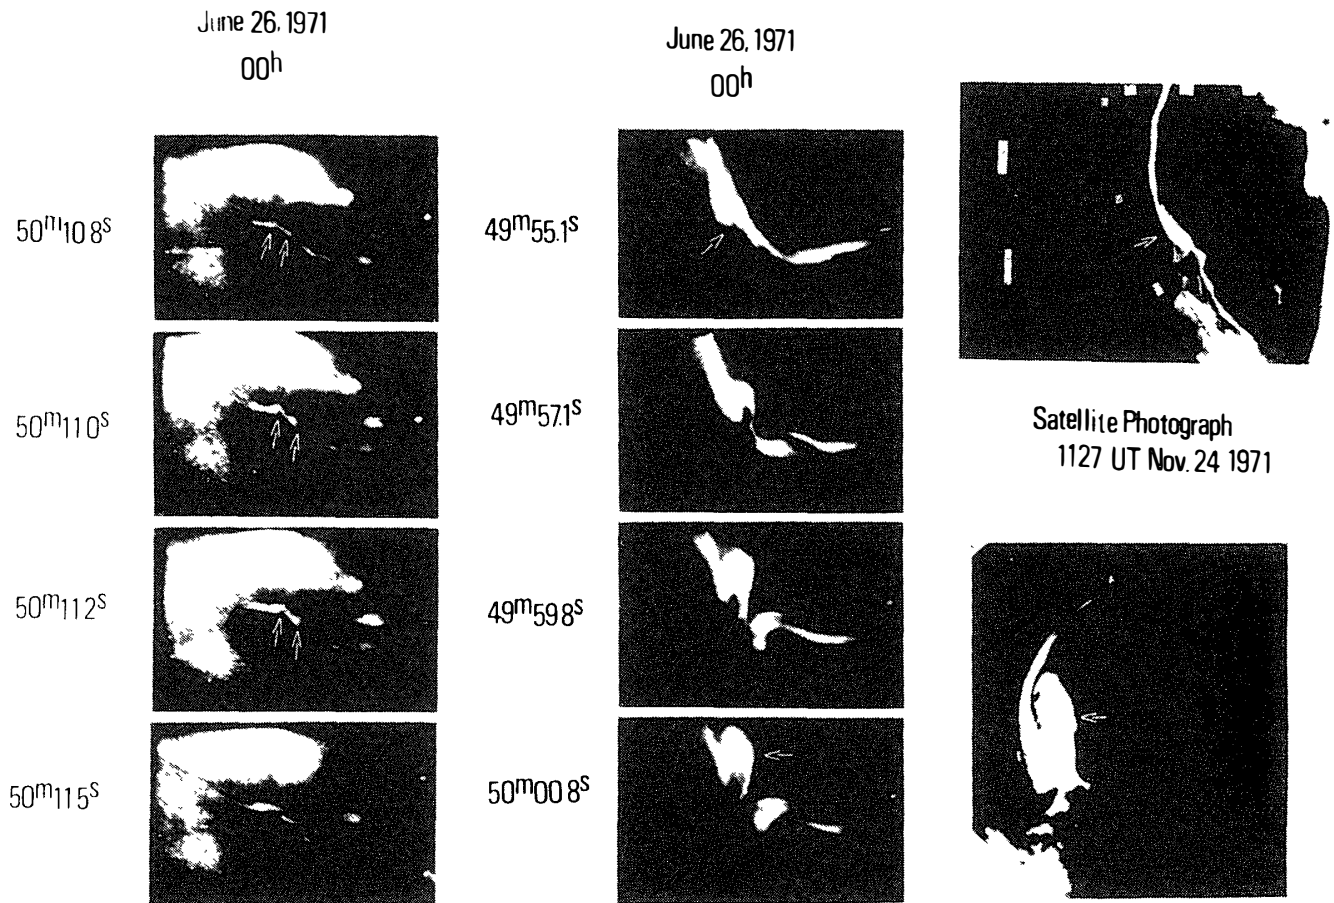 June 26, 1971
00h
50m10 8s
50m11 0s
50m11 2s
50m11 5s
June 26, 1971
00h
49m55.1s
49m57.1s
49m59 8s
50m00 8s
Satellite Photograph
1127 UT Nov. 24 1971